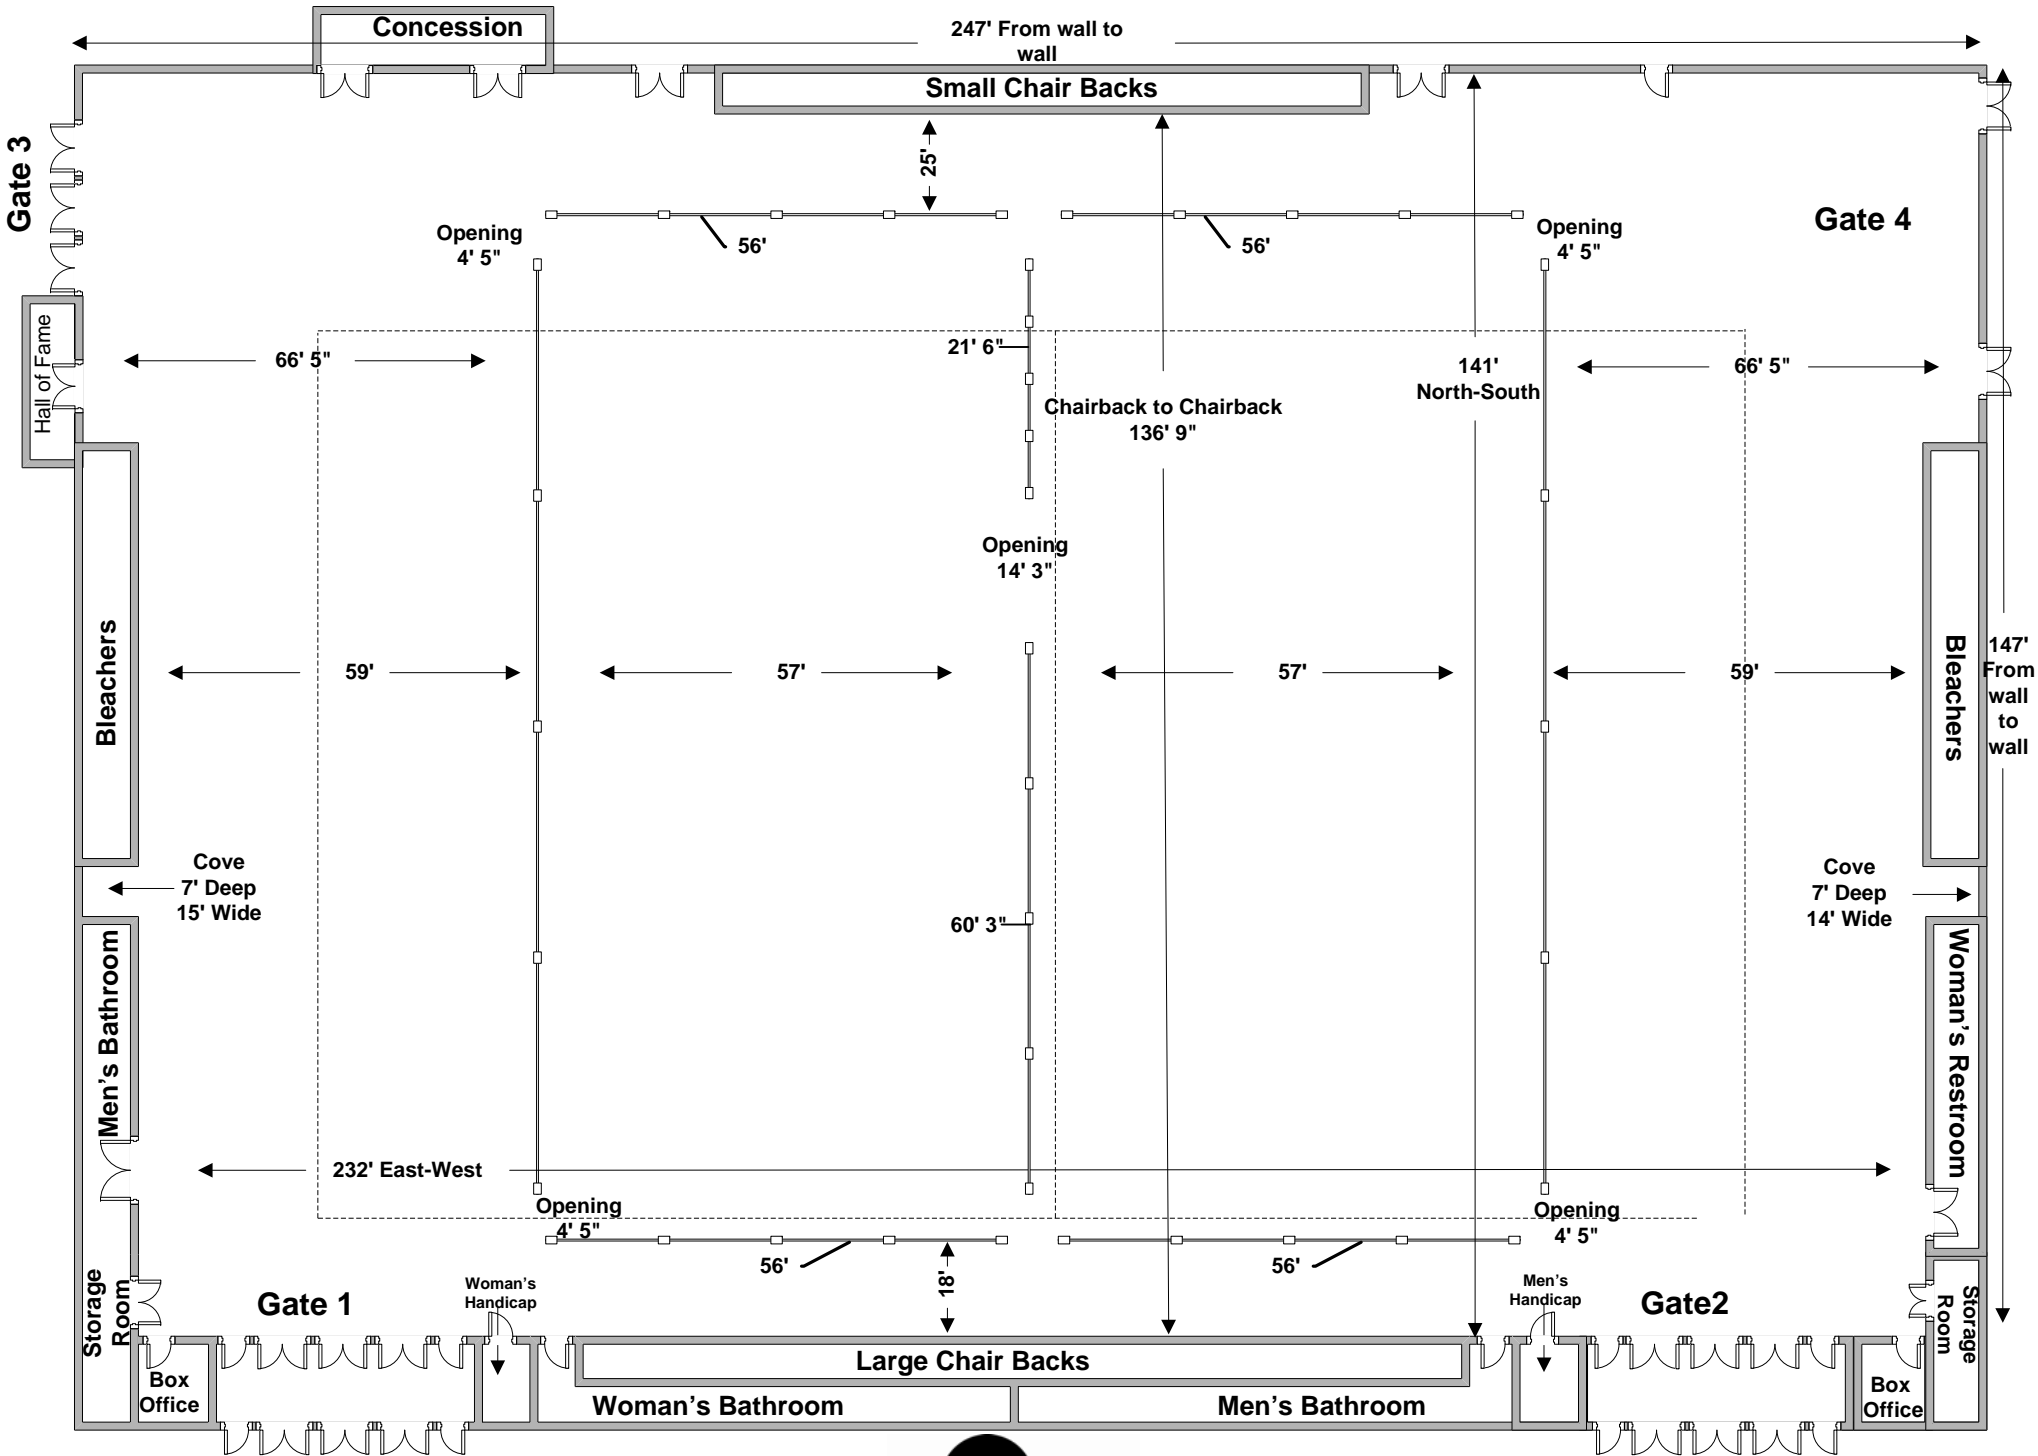 Concession
247' From wall to
wall
Small Chair Backs
Gate 3
25'
Gate 4
Opening
4' 5"
56'
56'
Opening
4' 5"
Hall of Fame
66' 5"
21' 6"
141'
North-South
66' 5"
Chairback to Chairback
136' 9"
Opening
14' 3"
Bleachers
59'
57'
57'
59'
Bleachers
147'
From
wall
to
wall
Cove
7' Deep
15' Wide
Cove
7' Deep
14' Wide
60' 3"
Men's Bathroom
Woman's Restroom
232' East-West
Opening
4' 5"
Opening
4' 5"
56'
18'
56'
Storage
Room
Gate 1
Woman's
Handicap
Men's
Handicap
Gate2
Storage
Room
Box
Office
Large Chair Backs
Box
Office
Woman's Bathroom
Men's Bathroom